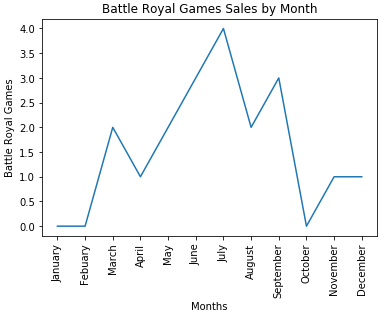 Battle Royal Games Sales by Month
Battle Royal Games
4.0
3.5
3.0
2.5
2.0
1.5
1.0
0.5
0.0
January
Febuary
March
April
May
June
July
August
September
October
November
December
Months